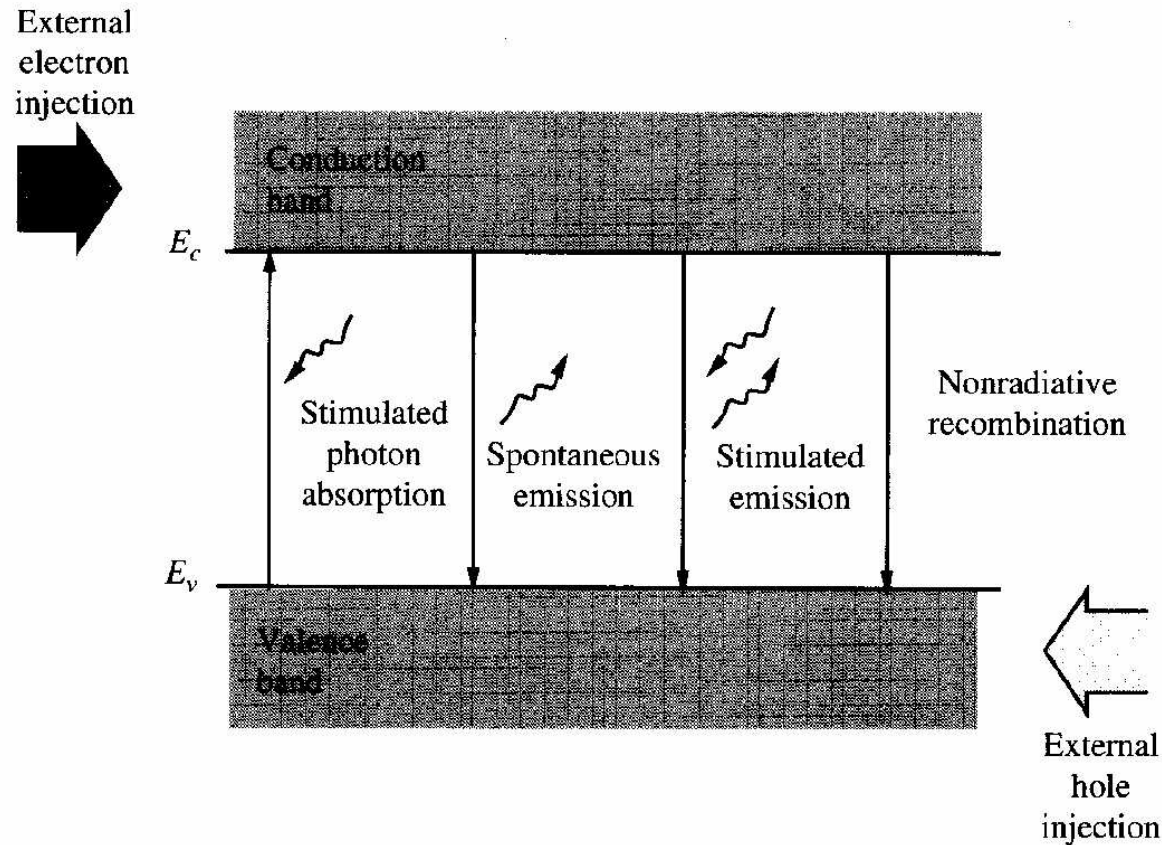 External
electron
injection
Conduction
band
E_c
Stimulated
photon
absorption
Spontaneous
emission
Stimulated
emission
Nonradiative
recombination
E_v
Valence
band
External
hole
injection